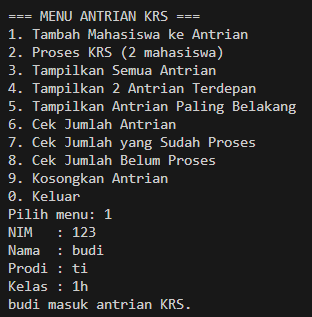 === MENU ANTRIAN KRS ===
1. Tambah Mahasiswa ke Antrian
2. Proses KRS (2 mahasiswa)
3. Tampilkan Semua Antrian
4. Tampilkan 2 Antrian Terdepan
5. Tampilkan Antrian Paling Belakang
6. Cek Jumlah Antrian
7. Cek Jumlah yang Sudah Proses
8. Cek Jumlah Belum Proses
9. Kosongkan Antrian
0. Keluar
Pilih menu: 1
NIM   : 123
Nama  : budi
Prodi : ti
Kelas : 1h
budi masuk antrian KRS.